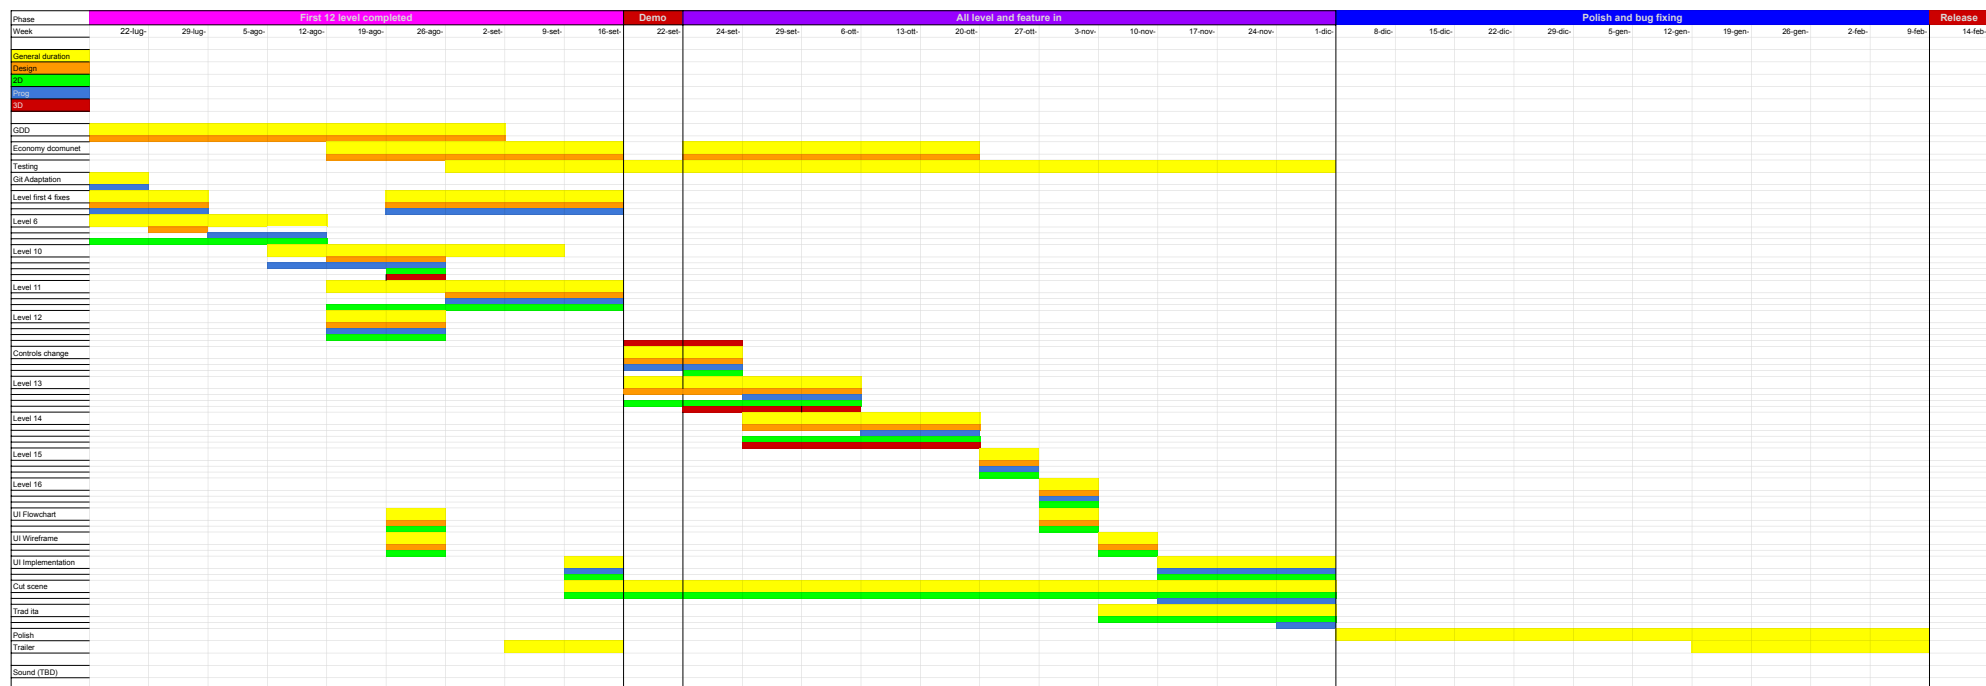 Phase First 12 level completed Demo All level and feature in Polish and bug fixing Release
Week 22-lug- 29-lug- 5-ago- 12-ago- 19-ago- 26-ago- 2-set- 9-set- 16-set- 22-set- 24-set- 29-set- 6-ott- 13-ott- 20-ott- 27-ott- 3-nov- 10-nov- 17-nov- 24-nov- 1-dic- 8-dic- 15-dic- 22-dic- 29-dic- 5-gen- 12-gen- 19-gen- 26-gen- 2-feb- 9-feb- 14-feb-
General duration
Design
2D
Prog
3D
GDD
Economy dcomunet
Testing
Git Adaptation
Level first 4 fixes
Level 6
Level 10
Level 11
Level 12
Controls change
Level 13
Level 14
Level 15
Level 16
UI Flowchart
UI Wireframe
UI Implementation
Cut scene
Trad ita
Polish
Trailer
Sound (TBD)